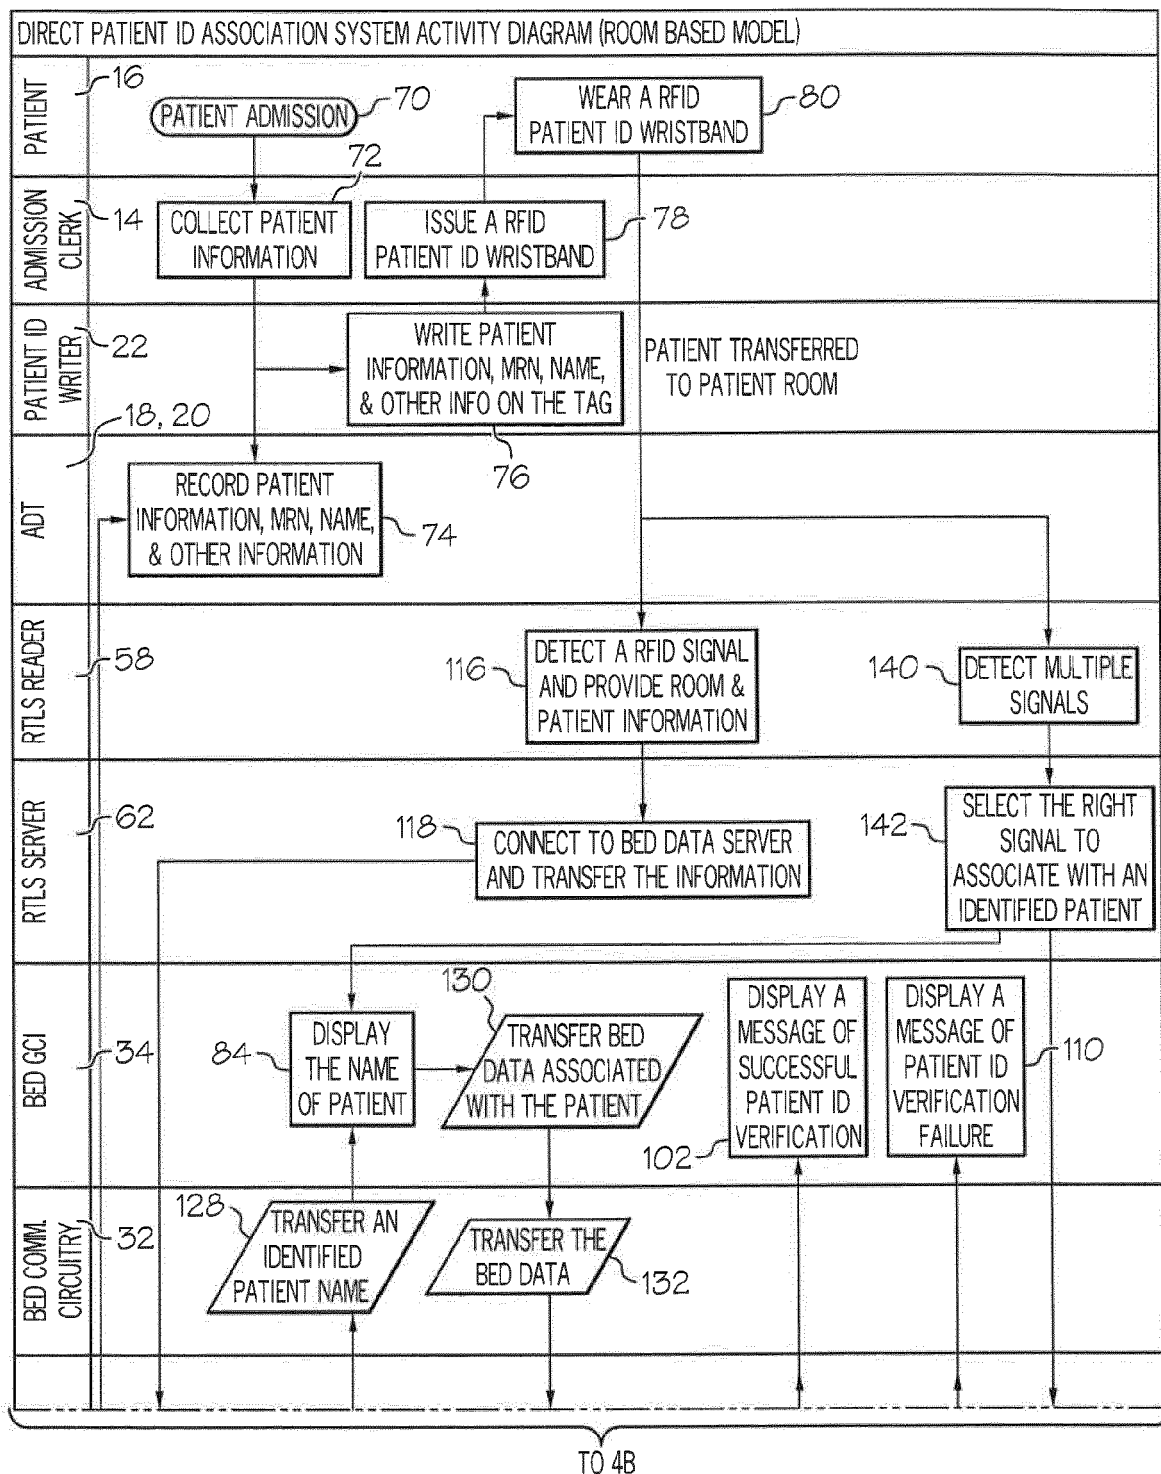 DIRECT PATIENT ID ASSOCIATION SYSTEM ACTIVITY DIAGRAM (ROOM BASED MODEL)
PATIENT
16
PATIENT ADMISSION
70
WEAR A RFID
PATIENT ID WRISTBAND
80
ADMISSION
CLERK
14
72
COLLECT PATIENT
INFORMATION
ISSUE A RFID
PATIENT ID WRISTBAND
78
PATIENT ID
WRITER
22
WRITE PATIENT
INFORMATION, MRN, NAME,
& OTHER INFO ON THE TAG
76
PATIENT TRANSFERRED
TO PATIENT ROOM
ADT
18, 20
RECORD PATIENT
INFORMATION, MRN, NAME,
& OTHER INFORMATION
74
RTLS READER
58
116
DETECT A RFID SIGNAL
AND PROVIDE ROOM &
PATIENT INFORMATION
140
DETECT MULTIPLE
SIGNALS
RTLS SERVER
62
118
CONNECT TO BED DATA SERVER
AND TRANSFER THE INFORMATION
142
SELECT THE RIGHT
SIGNAL TO
ASSOCIATE WITH AN
IDENTIFIED PATIENT
BED GCI
34
84
DISPLAY
THE NAME
OF PATIENT
130
TRANSFER BED
DATA ASSOCIATED
WITH THE PATIENT
102
DISPLAY A
MESSAGE OF
SUCCESSFUL
PATIENT ID
VERIFICATION
DISPLAY A
MESSAGE OF
PATIENT ID
VERIFICATION
FAILURE
110
BED COMM.
CIRCUITRY
32
128
TRANSFER AN
IDENTIFIED
PATIENT NAME
TRANSFER THE
BED DATA
132
TO 4B